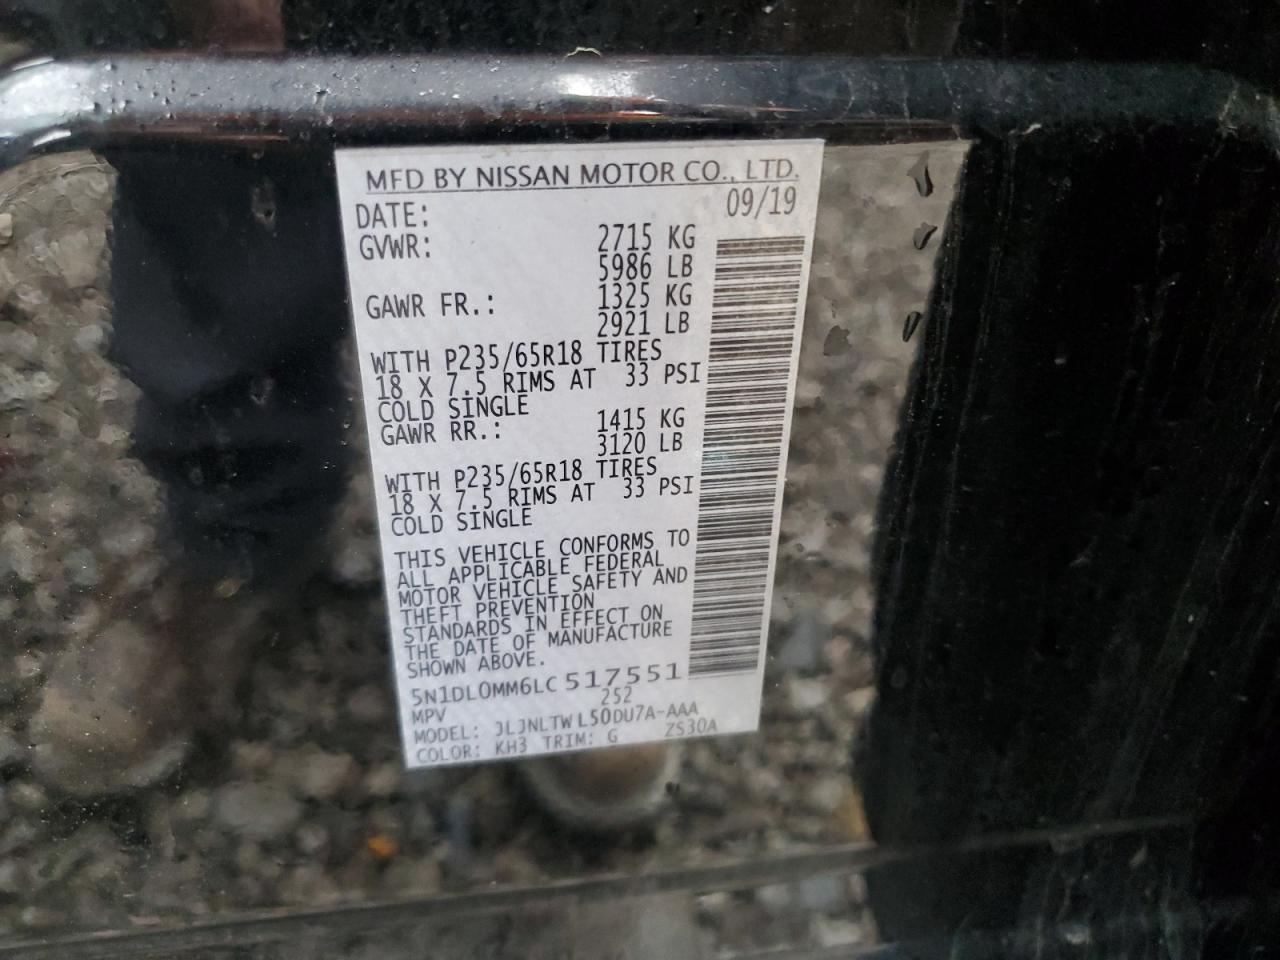 MFD BY NISSAN MOTOR CO., LTD.
DATE: 09/19
GVWR: 2715 KG
5986 LB
GAWR FR.: 1325 KG
2921 LB
WITH P235/65R18 TIRES
18 X 7.5 RIMS AT 33 PSI
COLD SINGLE
GAWR RR.: 1415 KG
3120 LB
WITH P235/65R18 TIRES
18 X 7.5 RIMS AT 33 PSI
COLD SINGLE
THIS VEHICLE CONFORMS TO
ALL APPLICABLE FEDERAL
MOTOR VEHICLE SAFETY AND
THEFT PREVENTION
STANDARDS IN EFFECT ON
THE DATE OF MANUFACTURE
SHOWN ABOVE.
5N1DL0MM6LC517551
MPV 252
MODEL: JLJNLTWL50DU7A-AAA
COLOR: KH3 TRIM: G ZS30A